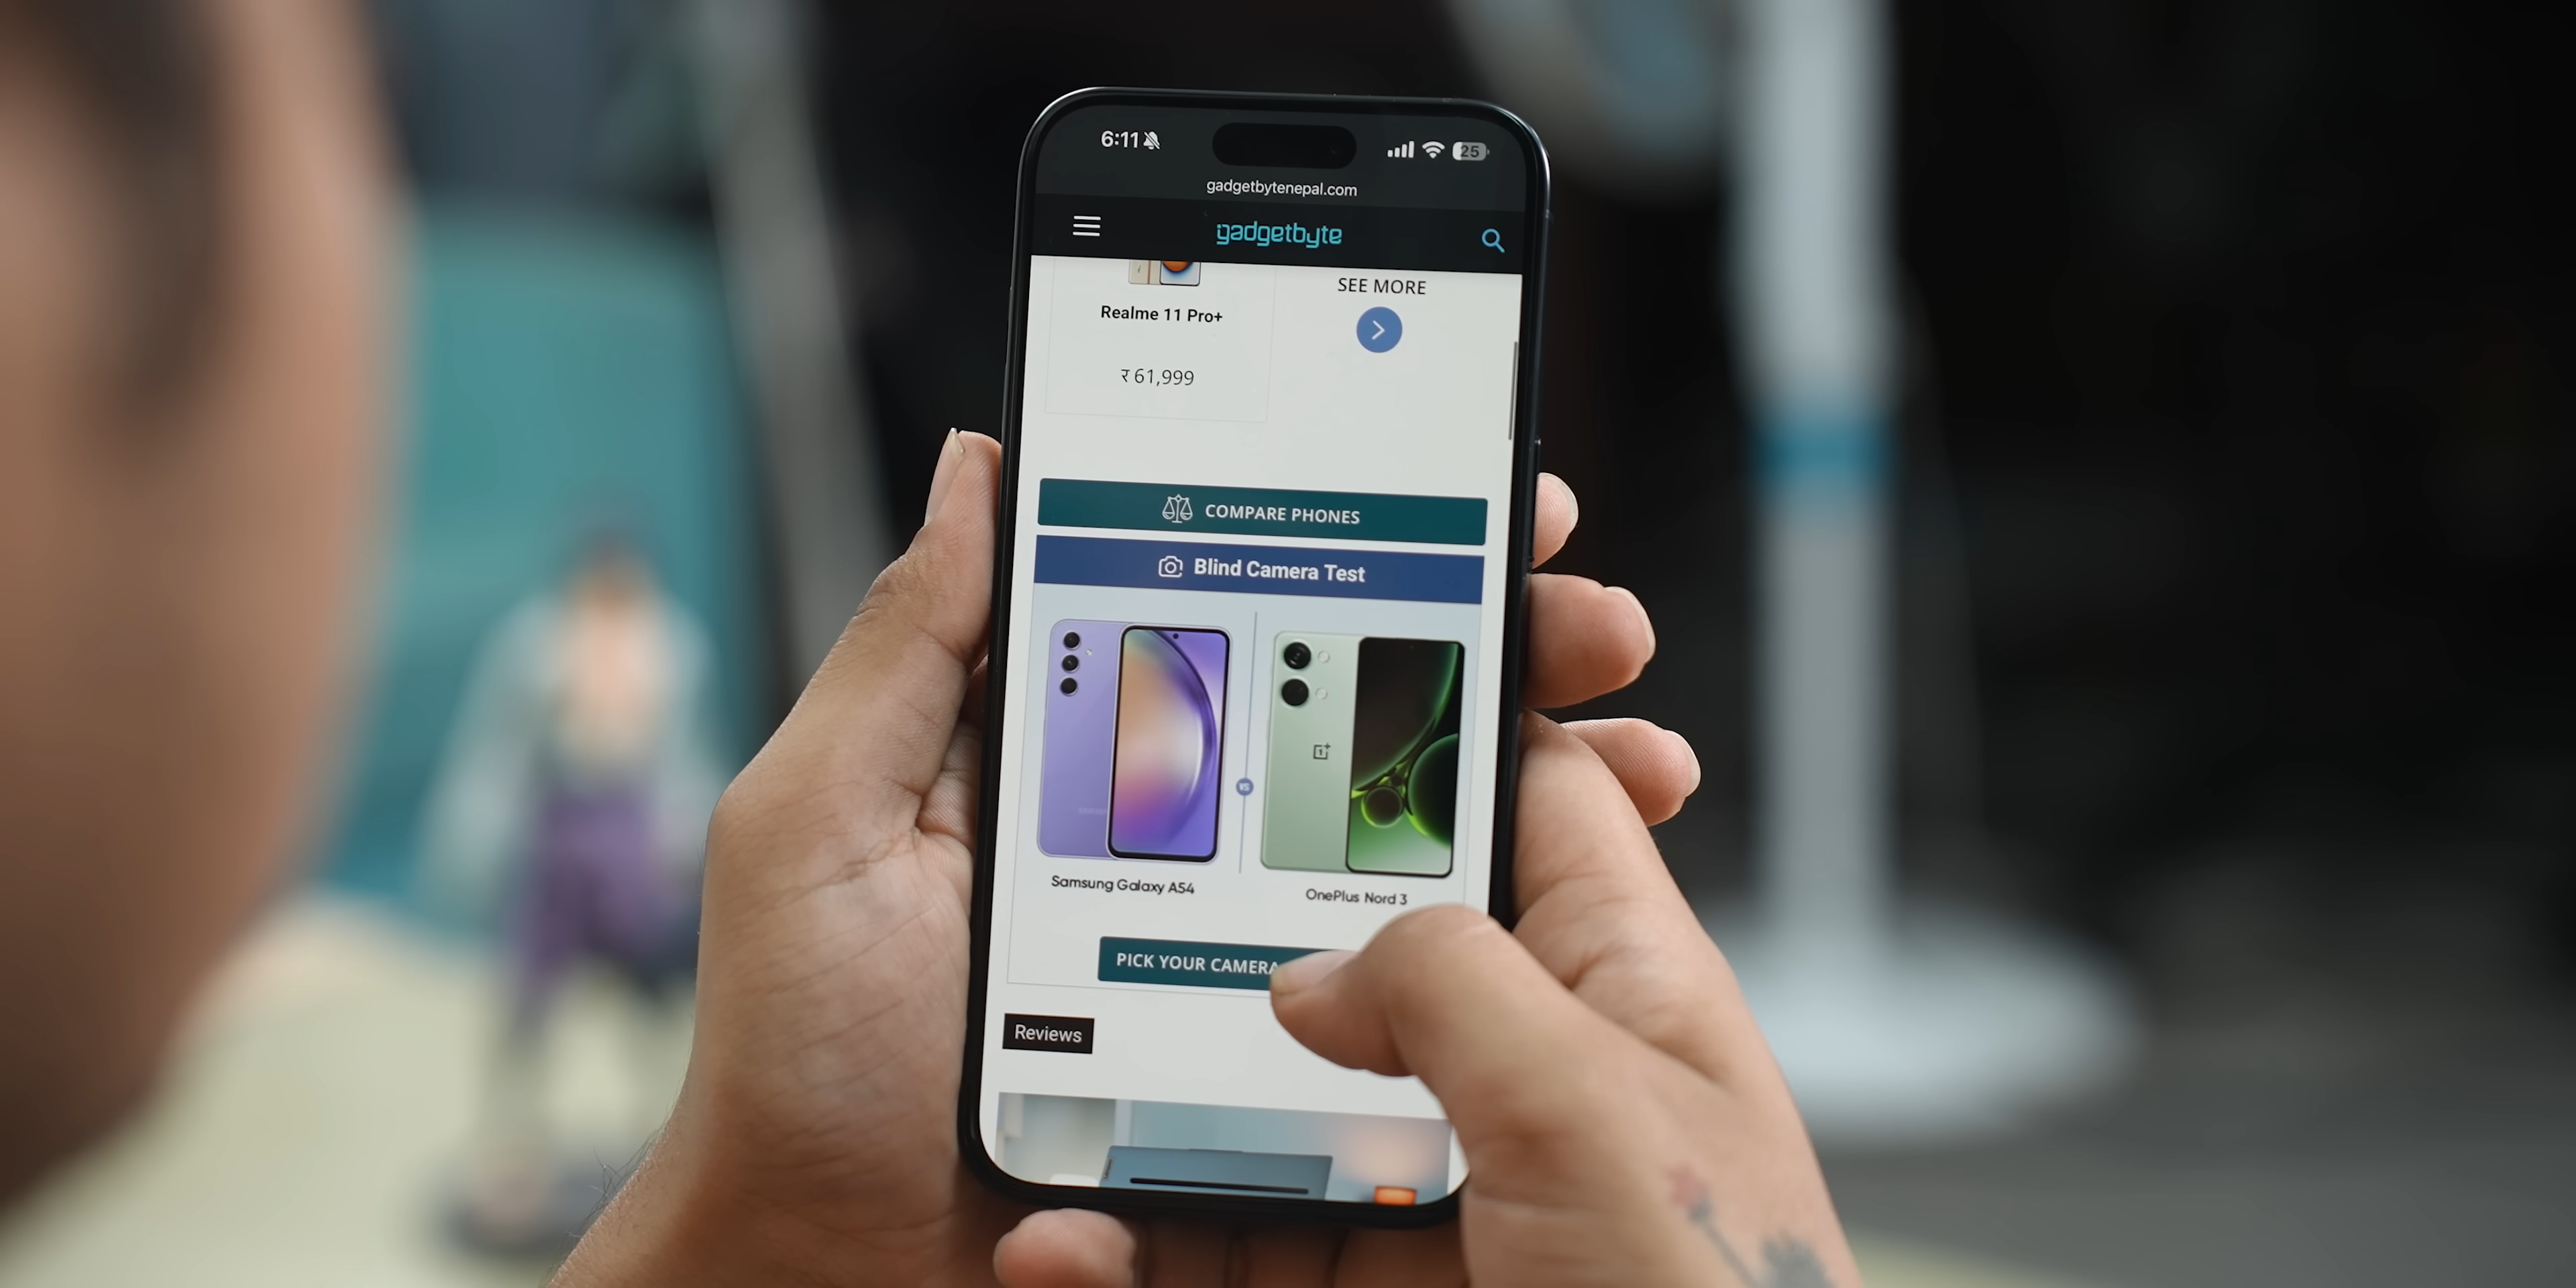 6:11
25
gadgetbytenepal.com
gadgetbyte
SEE MORE
Realme 11 Pro+
₹ 61,999
COMPARE PHONES
Blind Camera Test
VS
Samsung Galaxy A54
OnePlus Nord 3
PICK YOUR CAMERA
Reviews